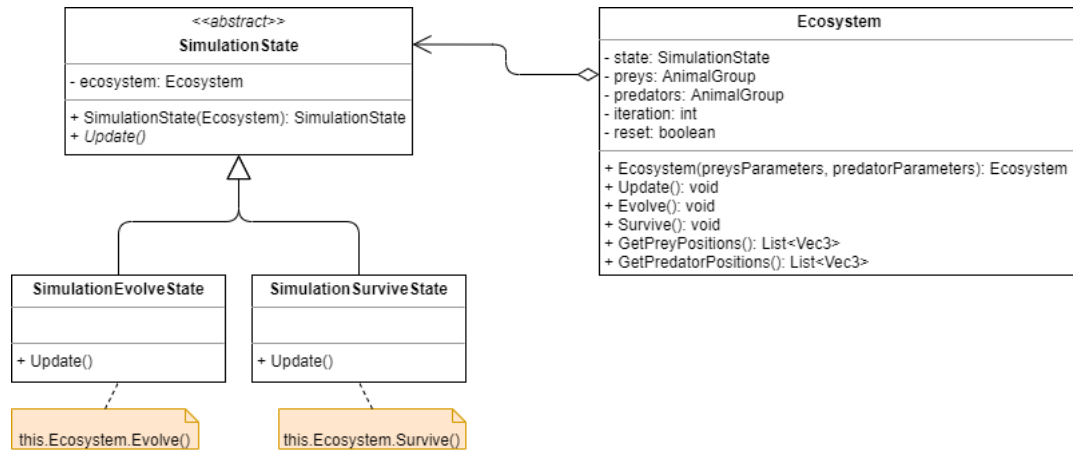 <<abstract>>
SimulationState
- ecosystem: Ecosystem
+ SimulationState(Ecosystem): SimulationState
+ Update()
Ecosystem
- state: SimulationState
- preys: AnimalGroup
- predators: AnimalGroup
- iteration: int
- reset: boolean
+ Ecosystem(preysParameters, predatorParameters): Ecosystem
+ Update(): void
+ Evolve(): void
+ Survive(): void
+ GetPreyPositions(): List<Vec3>
+ GetPredatorPositions(): List<Vec3>
SimulationEvolveState
+ Update()
SimulationSurviveState
+ Update()
this.Ecosystem.Evolve()
this.Ecosystem.Survive()